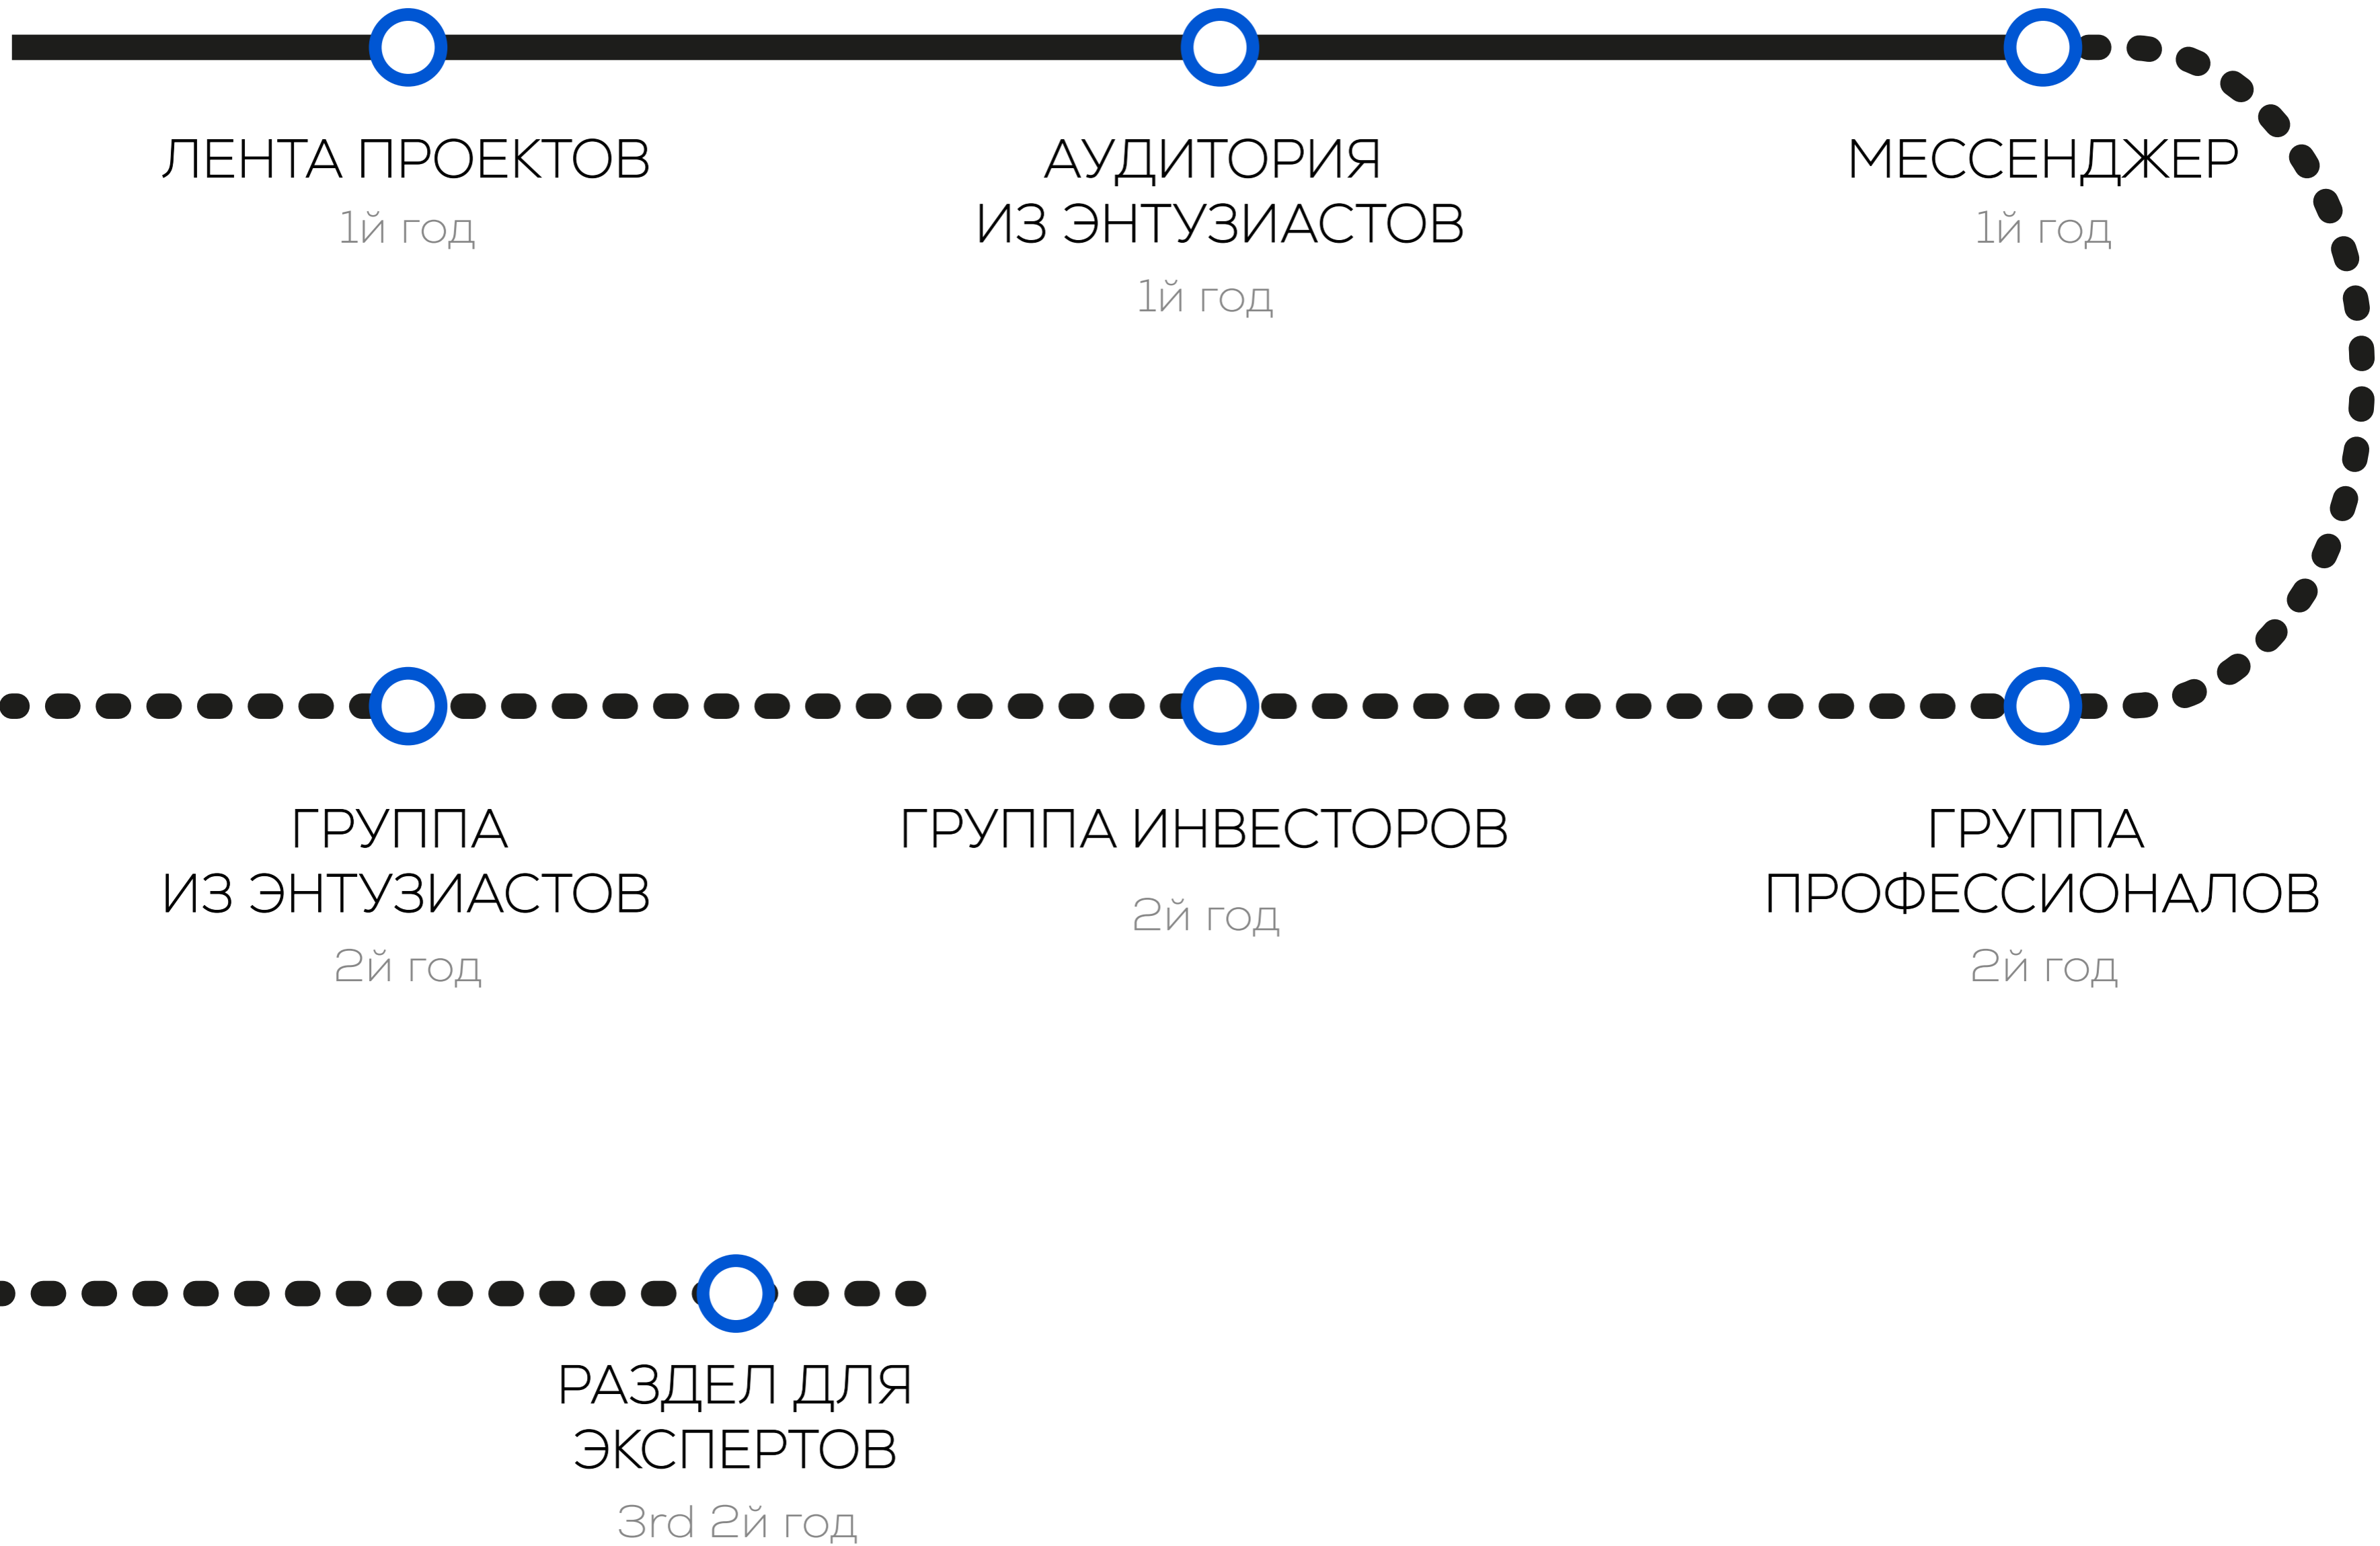 ЛЕНТА ПРОЕКТОВ
1й год
АУДИТОРИЯ
ИЗ ЭНТУЗИАСТОВ
1й год
МЕССЕНДЖЕР
1й год
ГРУППА
ИЗ ЭНТУЗИАСТОВ
2й год
ГРУППА ИНВЕСТОРОВ
2й год
ГРУППА
ПРОФЕССИОНАЛОВ
2й год
РАЗДЕЛ ДЛЯ
ЭКСПЕРТОВ
3rd 2й год